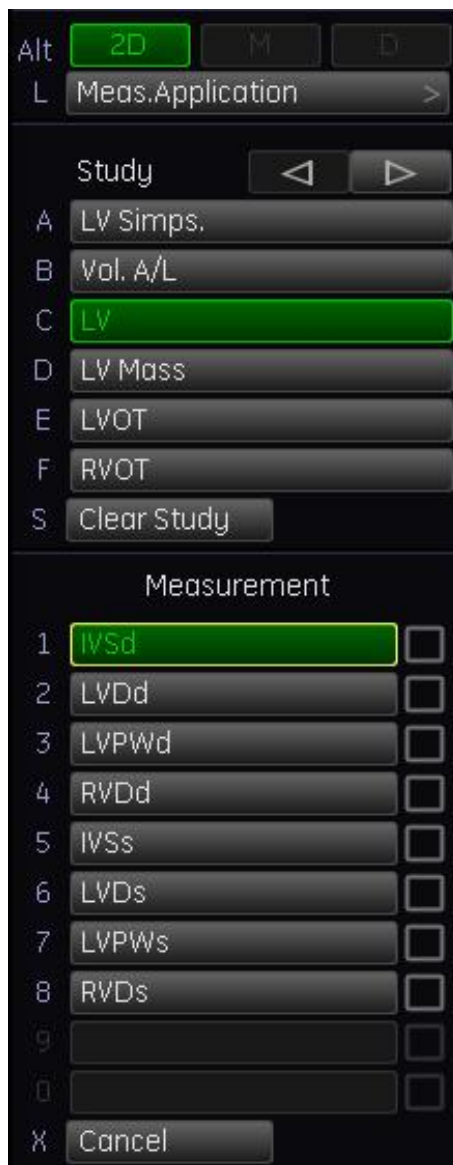 Alt 2D M D
L Meas.Application >
Study
A LV Simps.
B Vol. A/L
C LV
D LV Mass
E LVOT
F RVOT
S Clear Study
Measurement
1 IVSd
2 LVDd
3 LVPWd
4 RVDd
5 IVSs
6 LVDs
7 LVPWs
8 RVDs
9
0
X Cancel